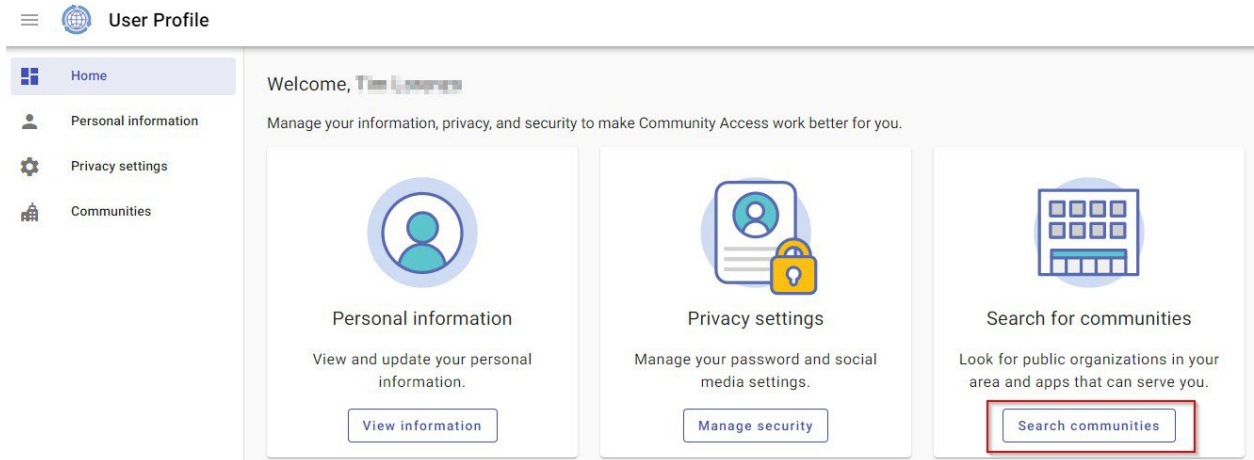 User Profile
Home
Personal information
Privacy settings
Communities
Welcome,
Manage your information, privacy, and security to make Community Access work better for you.
Personal information
View and update your personal
information.
View information
Privacy settings
Manage your password and social
media settings.
Manage security
Search for communities
Look for public organizations in your
area and apps that can serve you.
Search communities